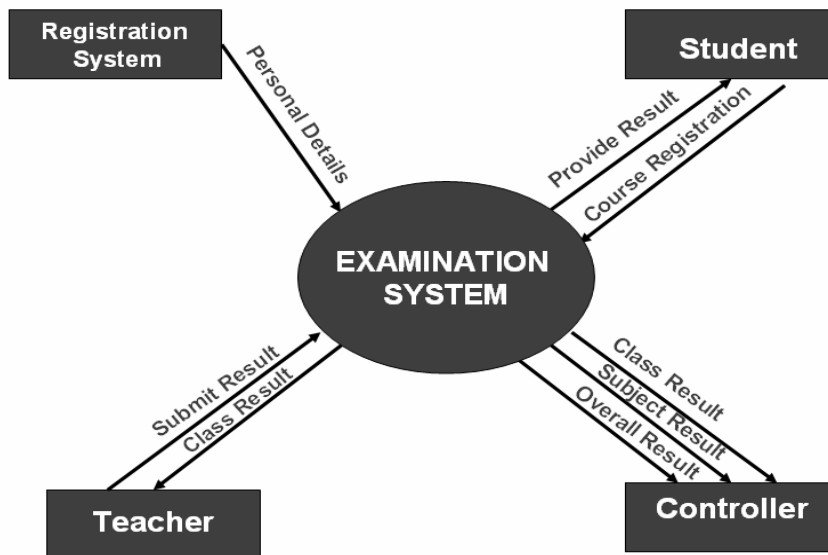 Registration
System
Student
Personal Details
Provide Result
Course Registration
EXAMINATION
SYSTEM
Submit Result
Class Result
Class Result
Subject Result
Overall Result
Teacher
Controller